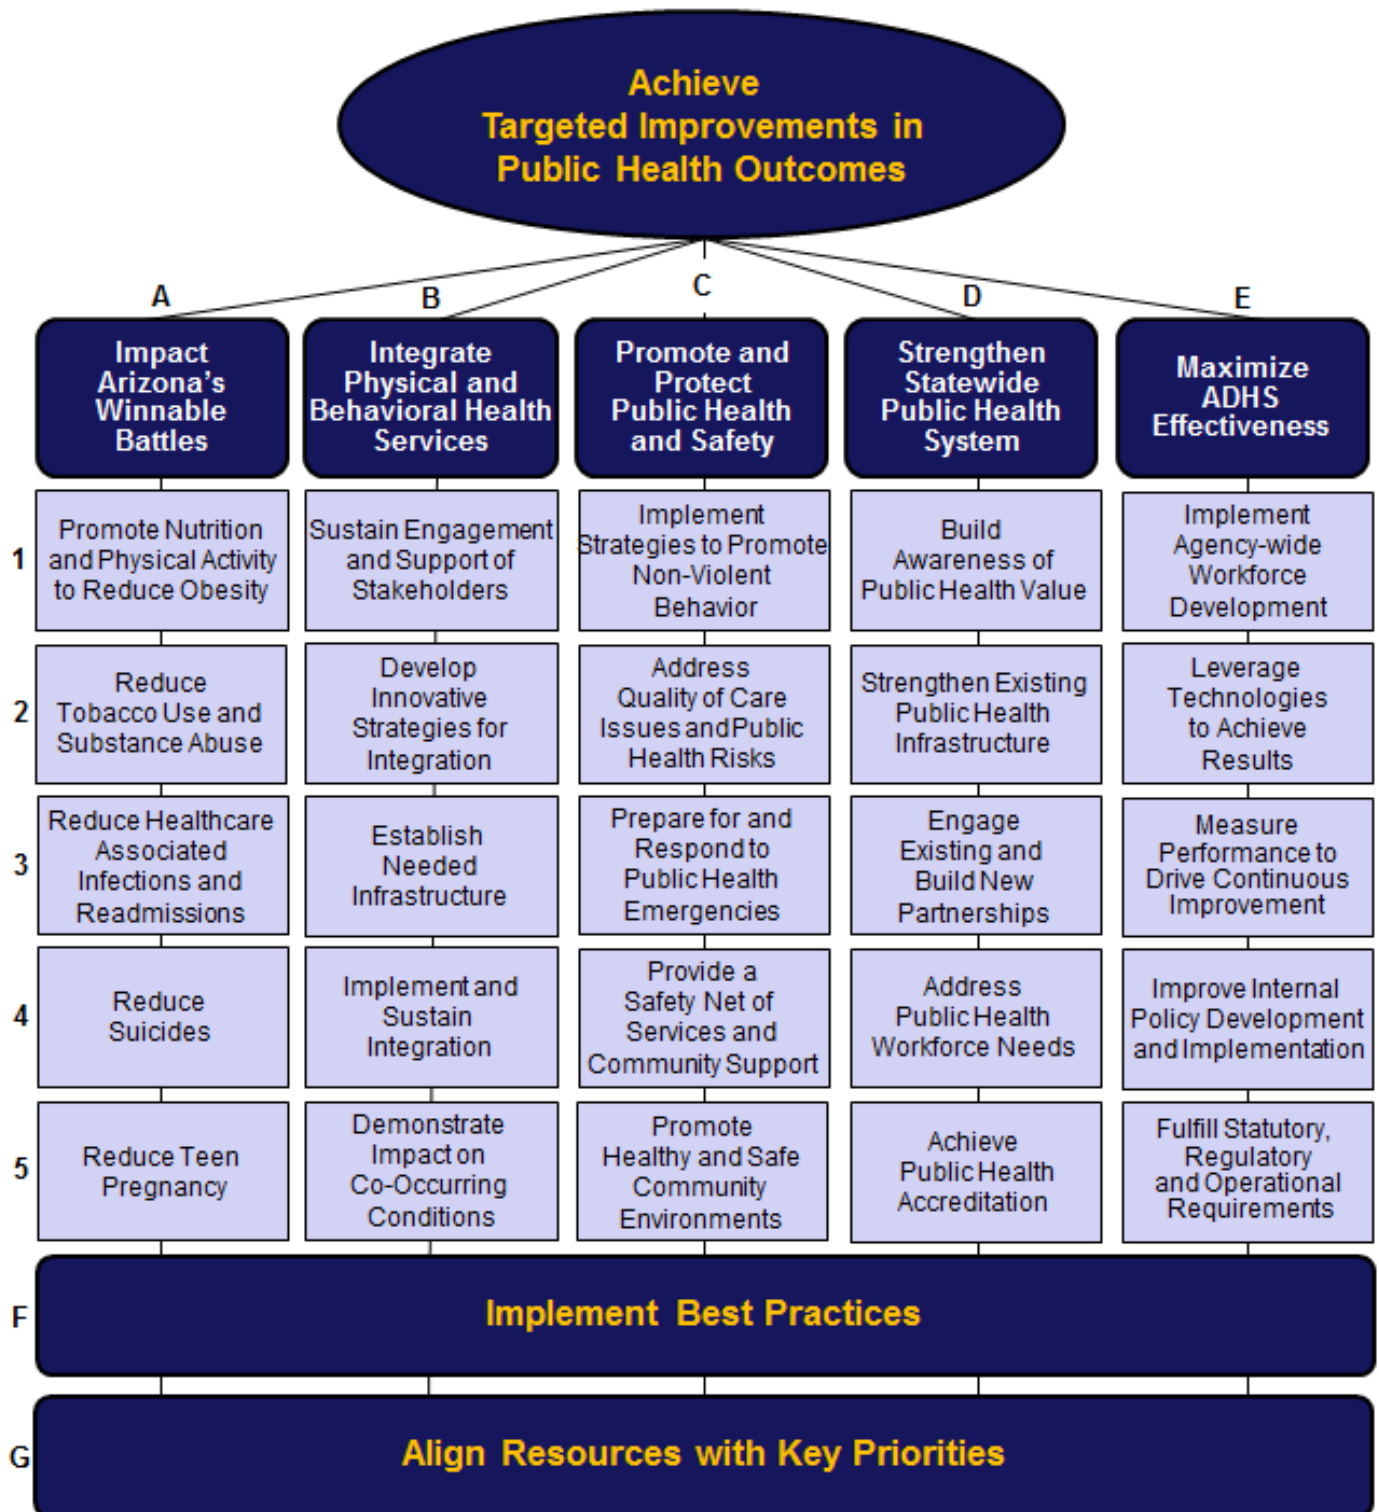 Achieve
Targeted Improvements in
Public Health Outcomes
A
B
C
D
E
Impact
Arizona's
Winnable
Battles
Integrate
Physical and
Behavioral Health
Services
Promote and
Protect
Public Health
and Safety
Strengthen
Statewide
Public Health
System
Maximize
ADHS
Effectiveness
1
Promote Nutrition
and Physical Activity
to Reduce Obesity
Sustain Engagement
and Support of
Stakeholders
Implement
Strategies to Promote
Non-Violent
Behavior
Build
Awareness of
Public Health Value
Implement
Agency-wide
Workforce
Development
2
Reduce
Tobacco Use and
Substance Abuse
Develop
Innovative
Strategies for
Integration
Address
Quality of Care
Issues and Public
Health Risks
Strengthen Existing
Public Health
Infrastructure
Leverage
Technologies
to Achieve
Results
3
Reduce Healthcare
Associated
Infections and
Readmissions
Establish
Needed
Infrastructure
Prepare for and
Respond to
Public Health
Emergencies
Engage
Existing and
Build New
Partnerships
Measure
Performance to
Drive Continuous
Improvement
4
Reduce
Suicides
Implement and
Sustain
Integration
Provide a
Safety Net of
Services and
Community Support
Address
Public Health
Workforce Needs
Improve Internal
Policy Development
and Implementation
5
Reduce Teen
Pregnancy
Demonstrate
Impact on
Co-Occurring
Conditions
Promote
Healthy and Safe
Community
Environments
Achieve
Public Health
Accreditation
Fulfill Statutory,
Regulatory
and Operational
Requirements
F
Implement Best Practices
G
Align Resources with Key Priorities